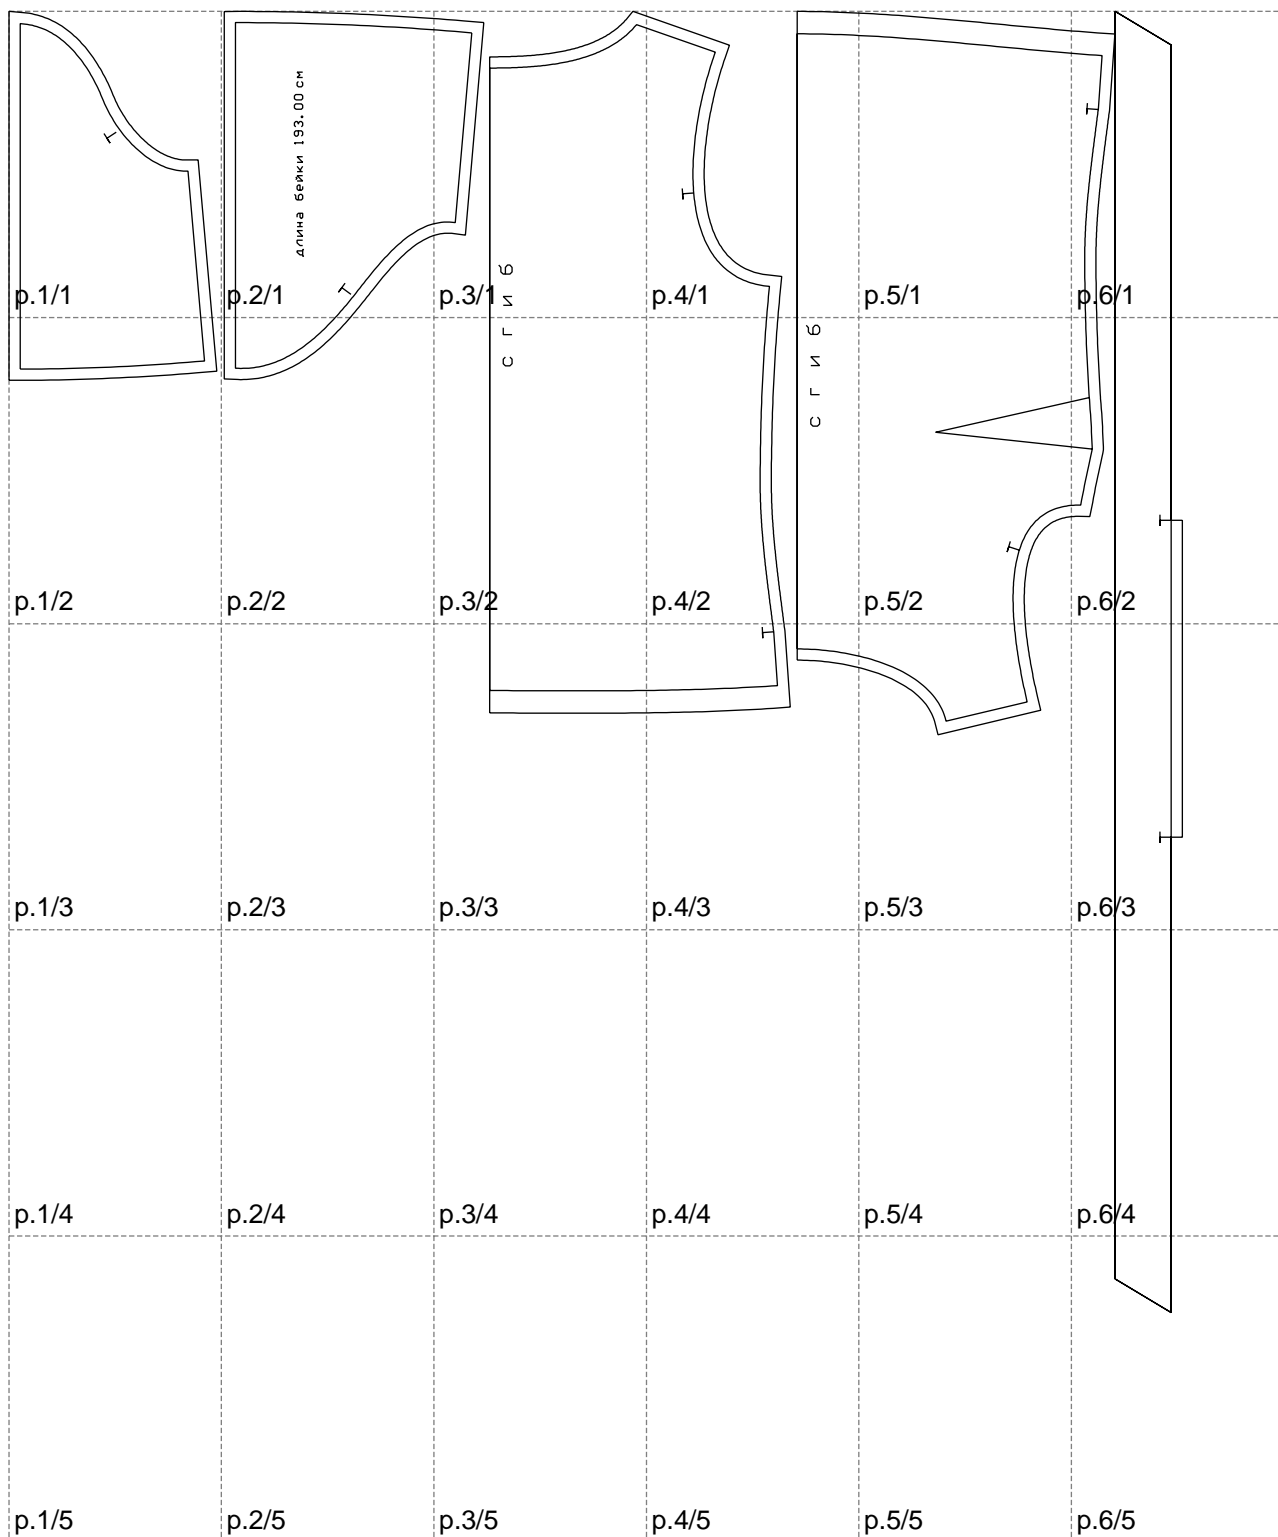 длина бейки 193.00 см
сгиб
сгиб
p.1/1 p.2/1 p.3/1 p.4/1 p.5/1 p.6/1
p.1/2 p.2/2 p.3/2 p.4/2 p.5/2 p.6/2
p.1/3 p.2/3 p.3/3 p.4/3 p.5/3 p.6/3
p.1/4 p.2/4 p.3/4 p.4/4 p.5/4 p.6/4
p.1/5 p.2/5 p.3/5 p.4/5 p.5/5 p.6/5